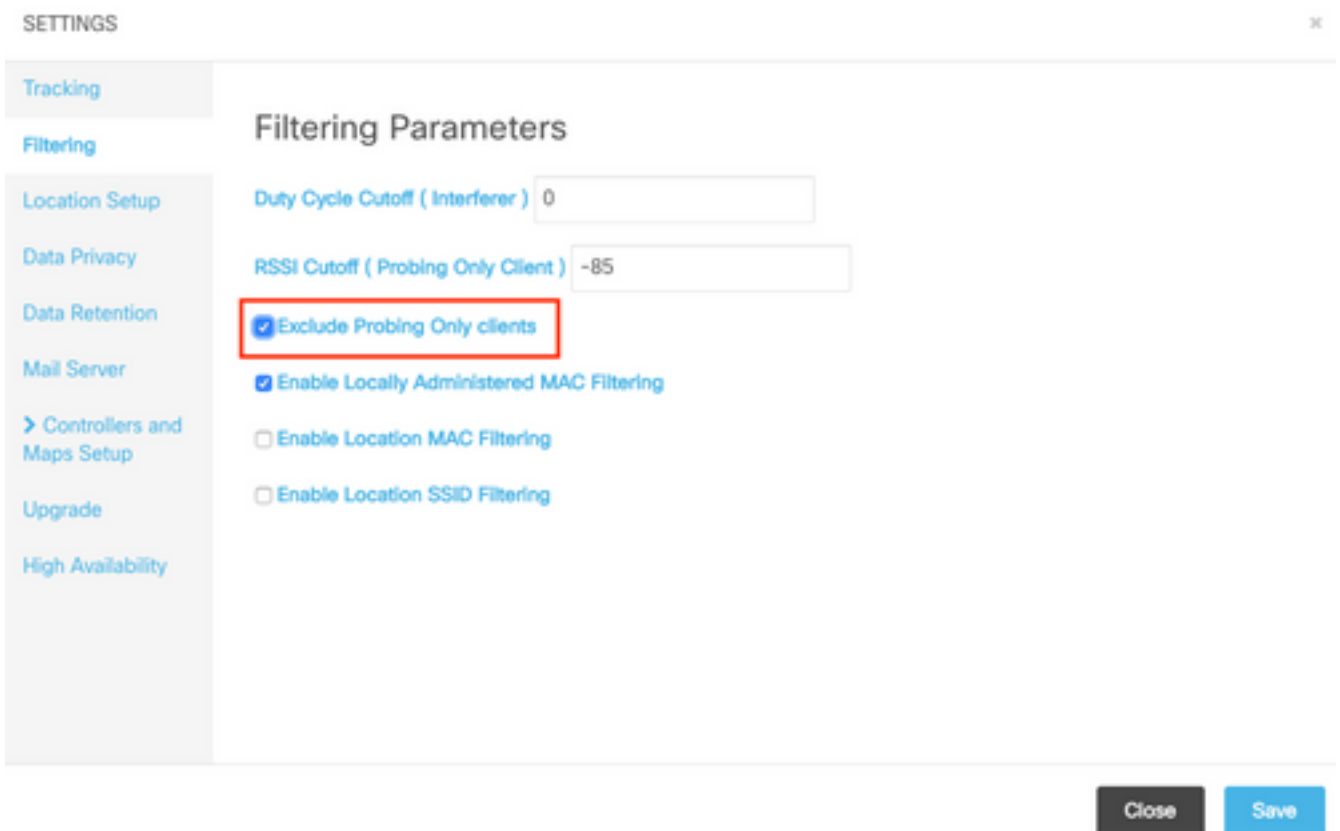 SETTINGS
×
Tracking
Filtering
Location Setup
Data Privacy
Data Retention
Mail Server
Controllers and
Maps Setup
Upgrade
High Availability
Filtering Parameters
Duty Cycle Cutoff ( Interferer ) 0
RSSI Cutoff ( Probing Only Client ) -85
Exclude Probing Only clients
Enable Locally Administered MAC Filtering
Enable Location MAC Filtering
Enable Location SSID Filtering
Close Save